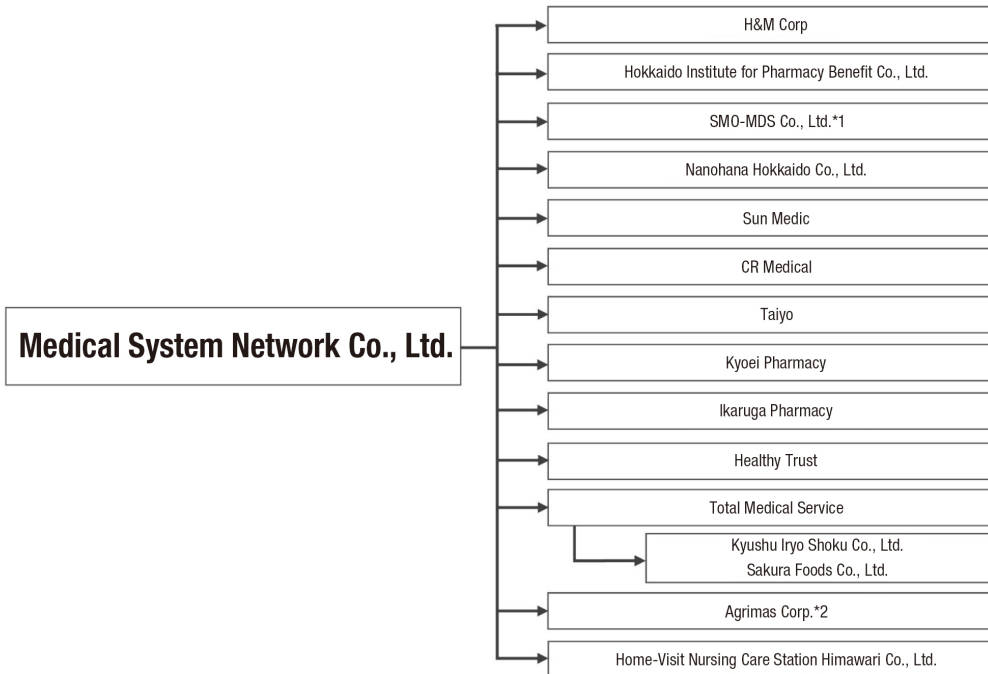 Medical System Network Co., Ltd.
H&M Corp
Hokkaido Institute for Pharmacy Benefit Co., Ltd.
SMO-MDS Co., Ltd.*1
Nanohana Hokkaido Co., Ltd.
Sun Medic
CR Medical
Taiyo
Kyoei Pharmacy
Ikaruga Pharmacy
Healthy Trust
Total Medical Service
Kyushu Iryo Shoku Co., Ltd.
Sakura Foods Co., Ltd.
Agrimas Corp.*2
Home-Visit Nursing Care Station Himawari Co., Ltd.